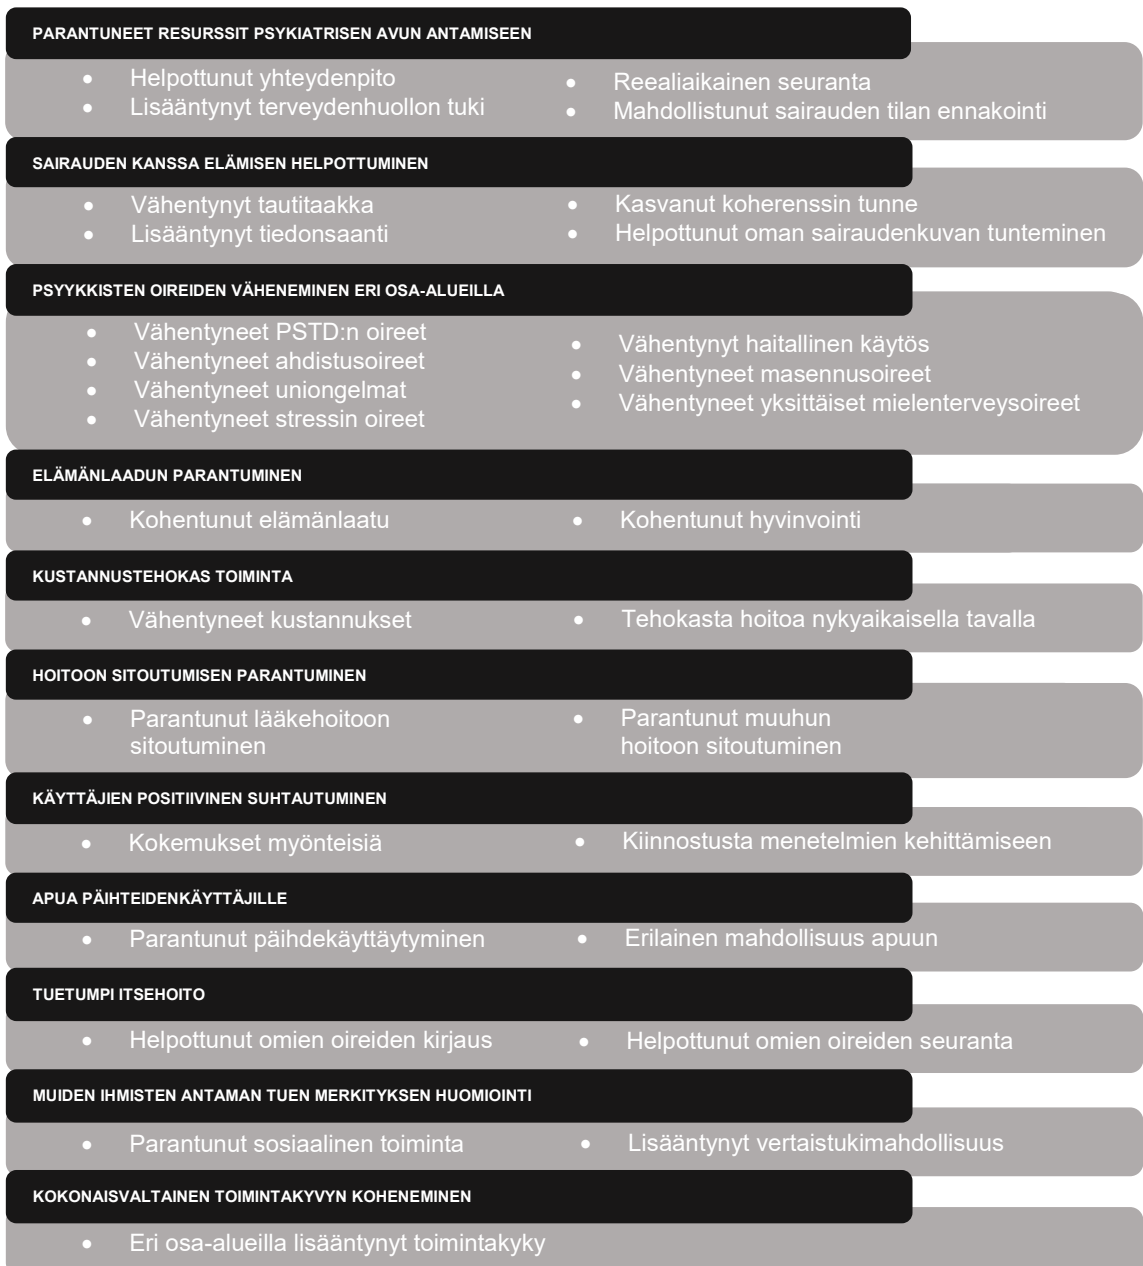 PARANTUNEET RESURSSIT PSYKIATRISEN AVUN ANTAMISEEN
• Helpottunut yhteydenpito
• Lisääntynyt terveydenhuollon tuki
• Reealiaikainen seuranta
• Mahdollistunut sairauden tilan ennakointi
SAIRAUDEN KANSSA ELÄMISEN HELPOTTUMINEN
• Vähentynyt tautitaakka
• Lisääntynyt tiedonsaanti
• Kasvanut koherenssin tunne
• Helpottunut oman sairaudenkuvan tunteminen
PSYYKKISTEN OIREIDEN VÄHENEMINEN ERI OSA-ALUEILLA
• Vähentyneet PSTD:n oireet
• Vähentyneet ahdistusoireet
• Vähentyneet uniongelmat
• Vähentyneet stressin oireet
• Vähentynyt haitallinen käytös
• Vähentyneet masennusoireet
• Vähentyneet yksittäiset mielenterveysoireet
ELÄMÄNLAADUN PARANTUMINEN
• Kohentunut elämänlaatu
• Kohentunut hyvinvointi
KUSTANNUSTEHOKAS TOIMINTA
• Vähentyneet kustannukset
• Tehokasta hoitoa nykyaikaisella tavalla
HOITOON SITOUTUMISEN PARANTUMINEN
• Parantunut lääkehoitoon
sitoutuminen
• Parantunut muuhun
hoitoon sitoutuminen
KÄYTTÄJIEN POSITIIVINEN SUHTAUTUMINEN
• Kokemukset myönteisiä
• Kiinnostusta menetelmien kehittämiseen
APUA PÄIHTEIDENKÄYTTÄJILLE
• Parantunut päihdekäyttäytyminen
• Erilainen mahdollisuus apuun
TUETUMPI ITSEHOITO
• Helpottunut omien oireiden kirjaus
• Helpottunut omien oireiden seuranta
MUIDEN IHMISTEN ANTAMAN TUEN MERKITYKSEN HUOMIOINTI
• Parantunut sosiaalinen toiminta
• Lisääntynyt vertaistukimahdollisuus
KOKONAISVALTAINEN TOIMINTAKYVYN KOHENEMINEN
• Eri osa-alueilla lisääntynyt toimintakyky